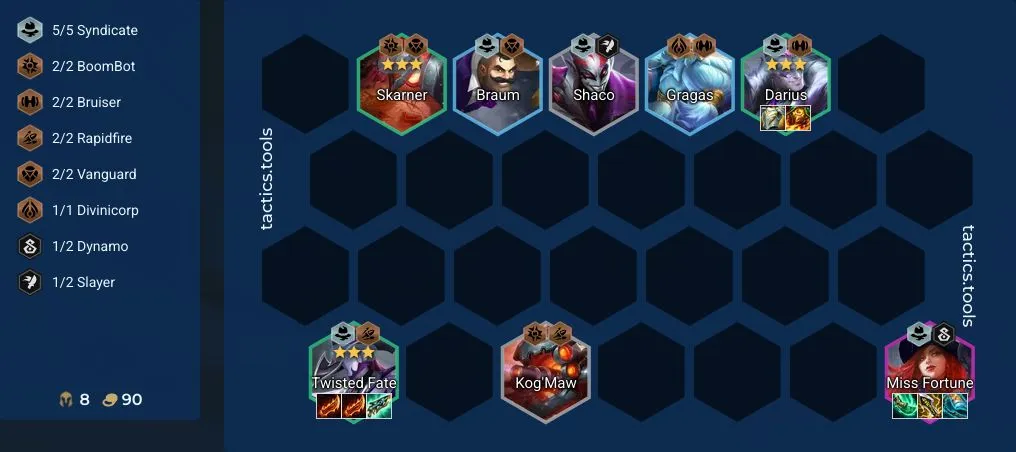 5/5 Syndicate
2/2 BoomBot
2/2 Bruiser
2/2 Rapidfire
2/2 Vanguard
1/1 Divinicorp
1/2 Dynamo
1/2 Slayer
8 90
tactics.tools
Skarner
Braum
Shaco
Gragas
Darius
tactics.tools
Twisted Fate
Kog'Maw
Miss Fortune